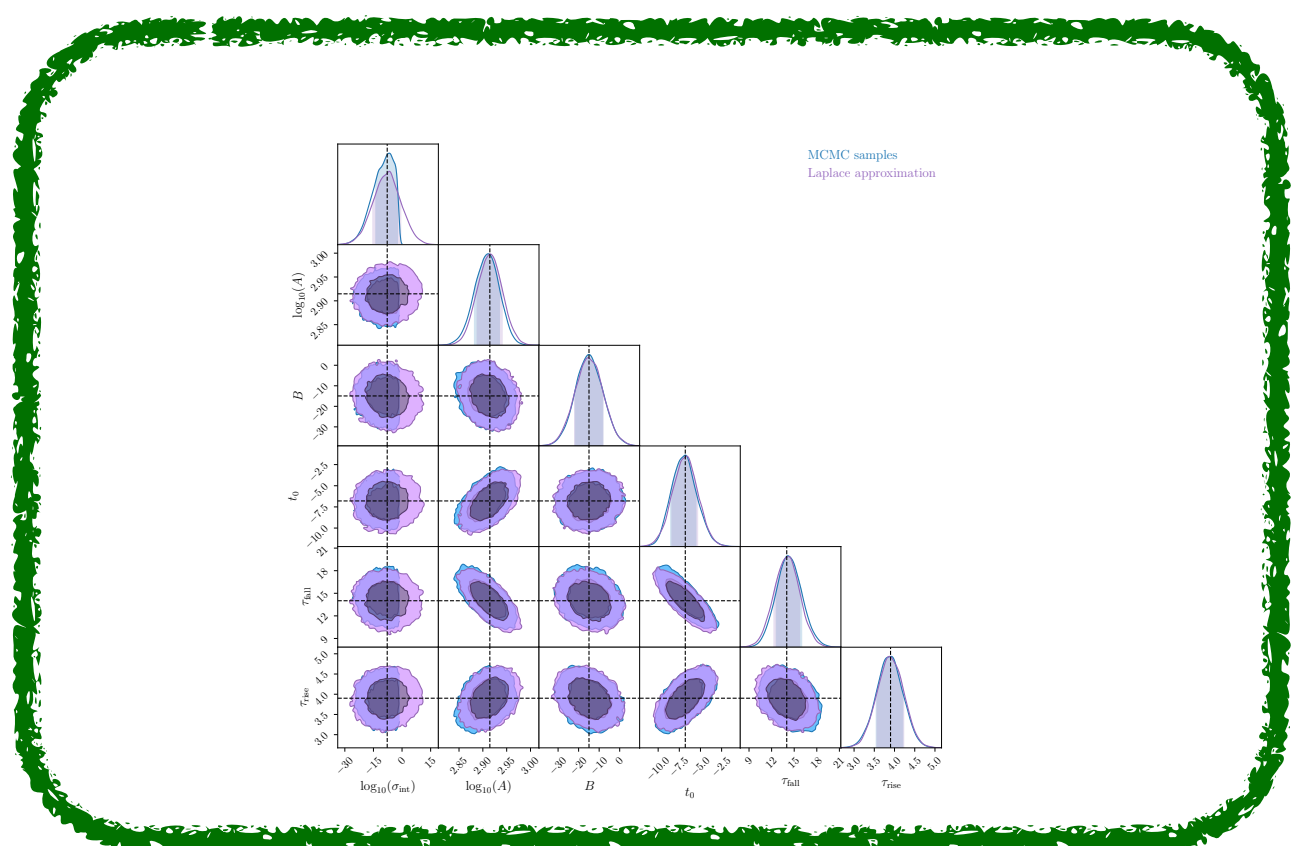 MCMC samples
Laplace approximation
3.00
2.95
2.90
2.85
log₁₀(A)
0
−10
−20
−30
B
−2.5
−5.0
−7.5
−10.0
t₀
21
18
15
12
9
τfall
5.0
4.5
4.0
3.5
3.0
τrise
−30 −15 0 15 2.85 2.90 2.95 3.00 −30 −20 −10 0 −10.0 −7.5 −5.0 −2.5 9 12 15 18 21 3.0 3.5 4.0 4.5 5.0
log₁₀(σint) log₁₀(A) B t₀ τfall τrise